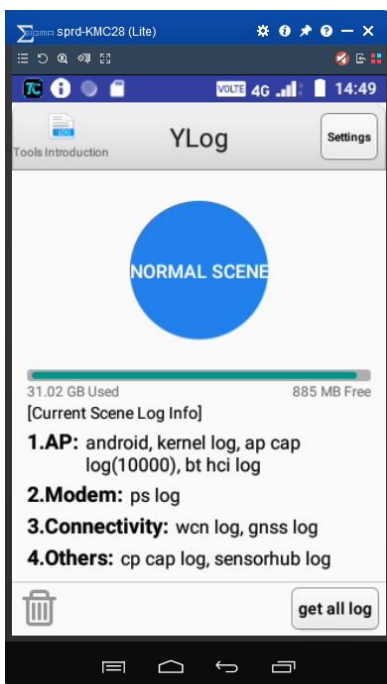 SIGMA sprd-KMC28 (Lite)
VOLTE 4G 14:49
LOG
Tools Introduction
YLog
Settings
NORMAL SCENE
31.02 GB Used 885 MB Free
[Current Scene Log Info]
1.AP: android, kernel log, ap cap
log(10000), bt hci log
2.Modem: ps log
3.Connectivity: wcn log, gnss log
4.Others: cp cap log, sensorhub log
get all log